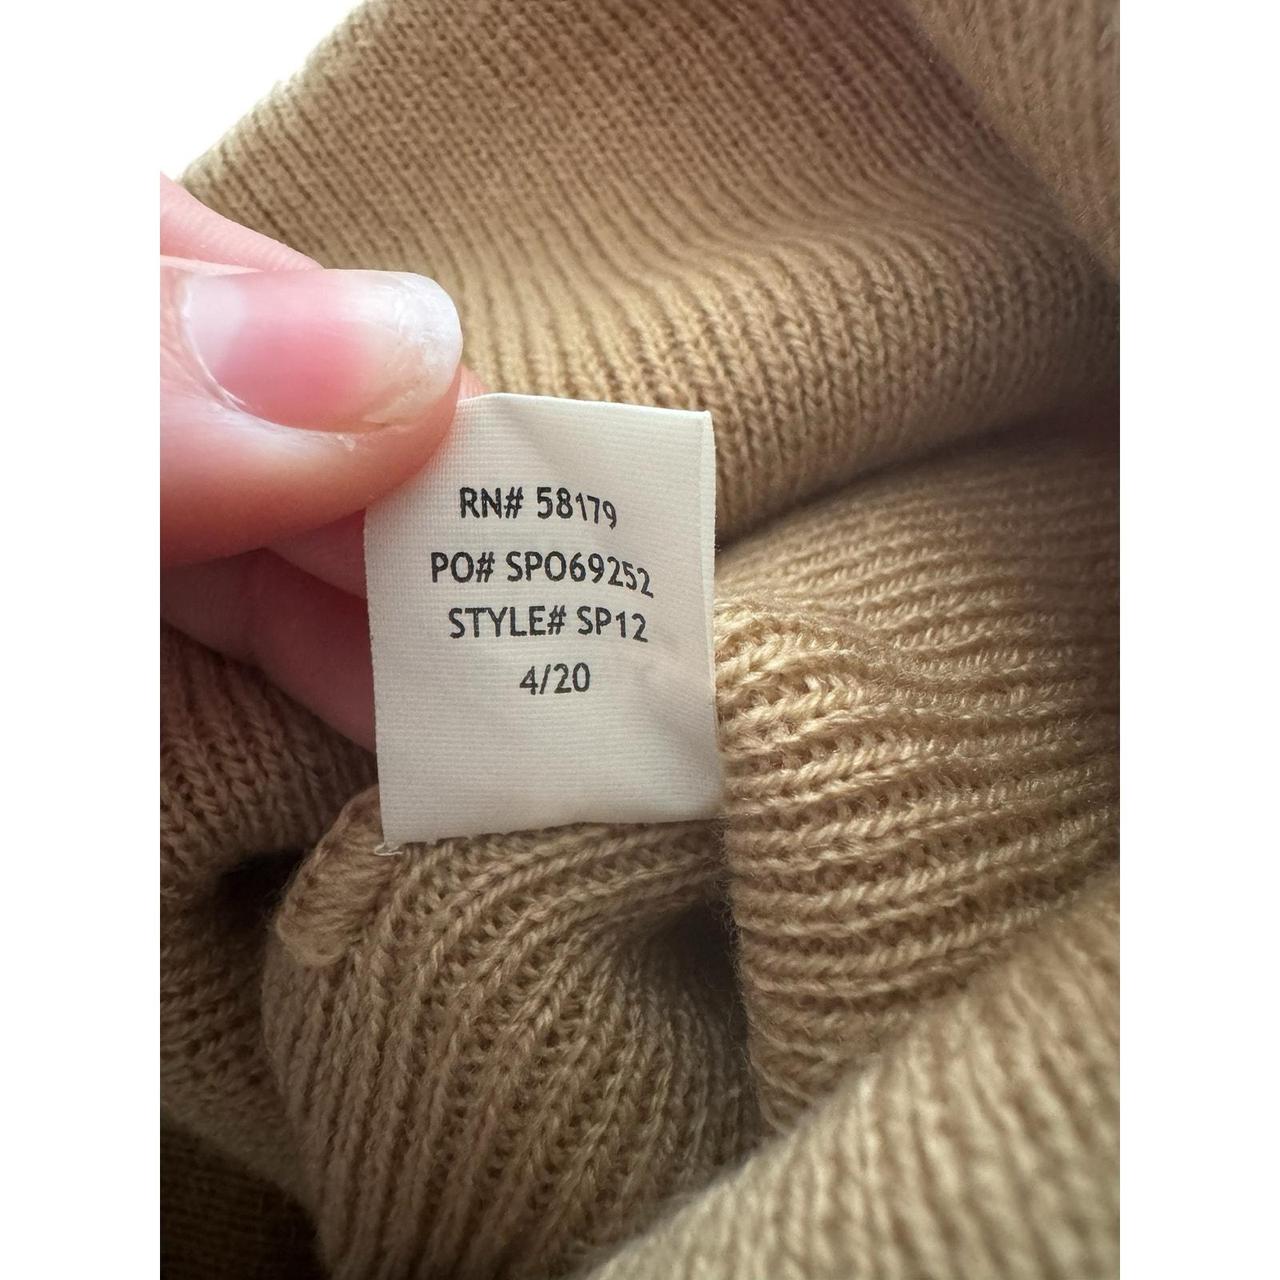 RN# 58179
PO# SPO69252
STYLE# SP12
4/20